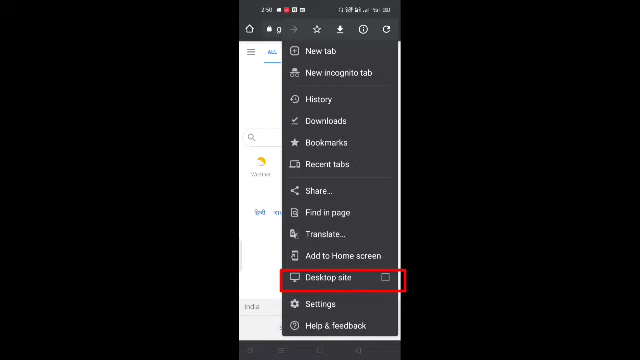 2:50
g
ALL
New tab
New incognito tab
History
Downloads
Bookmarks
Recent tabs
Weather
Share...
Find in page
हिन्दी
Translate...
Add to Home screen
Desktop site
India
Settings
Help & feedback